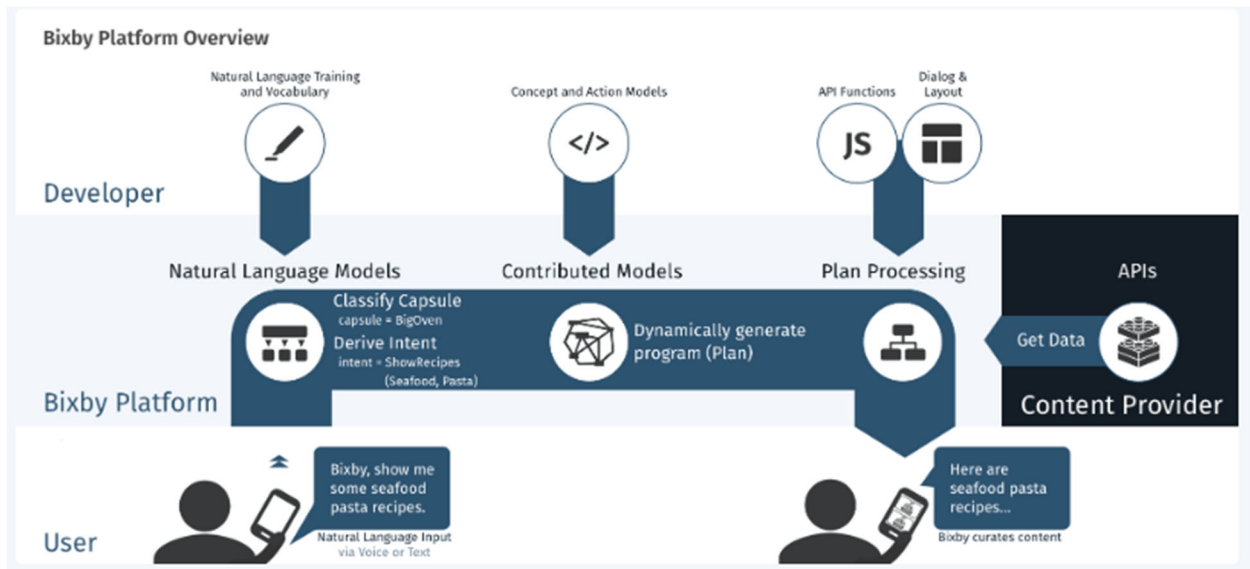 Bixby Platform Overview
Natural Language Training
and Vocabulary
Concept and Action Models
API Functions
Dialog &
Layout
</>
JS
Developer
Natural Language Models
Contributed Models
Plan Processing
APIs
Classify Capsule
capsule = BigOven
Derive Intent
intent = ShowRecipes
(Seafood, Pasta)
Dynamically generate
program (Plan)
Get Data
Bixby Platform
Content Provider
Bixby, show me
some seafood
pasta recipes.
Natural Language Input
via Voice or Text
Here are
seafood pasta
recipes...
Bixby curates content
User